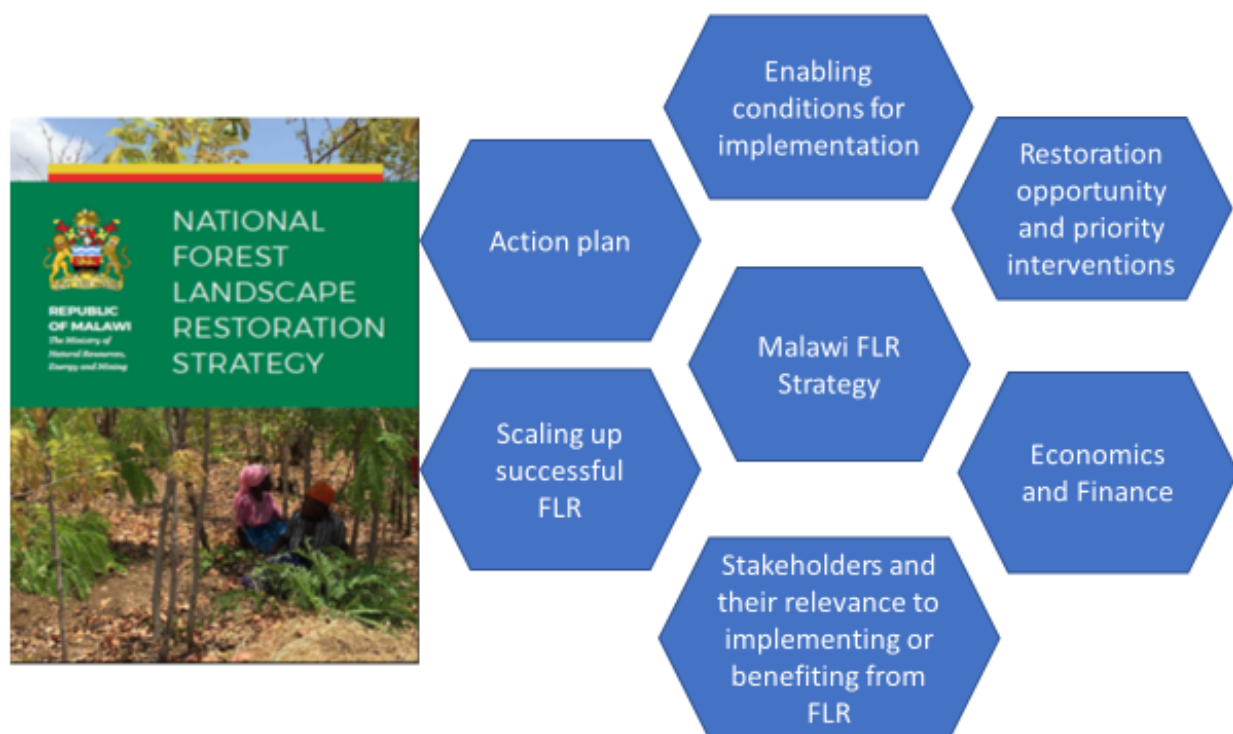 REPUBLIC
OF MALAWI
The Ministry of
Natural Resources,
Energy and Mining
NATIONAL
FOREST
LANDSCAPE
RESTORATION
STRATEGY
Enabling
conditions for
implementation
Restoration
opportunity
and priority
interventions
Action plan
Malawi FLR
Strategy
Scaling up
successful
FLR
Economics
and Finance
Stakeholders and
their relevance to
implementing or
benefiting from
FLR